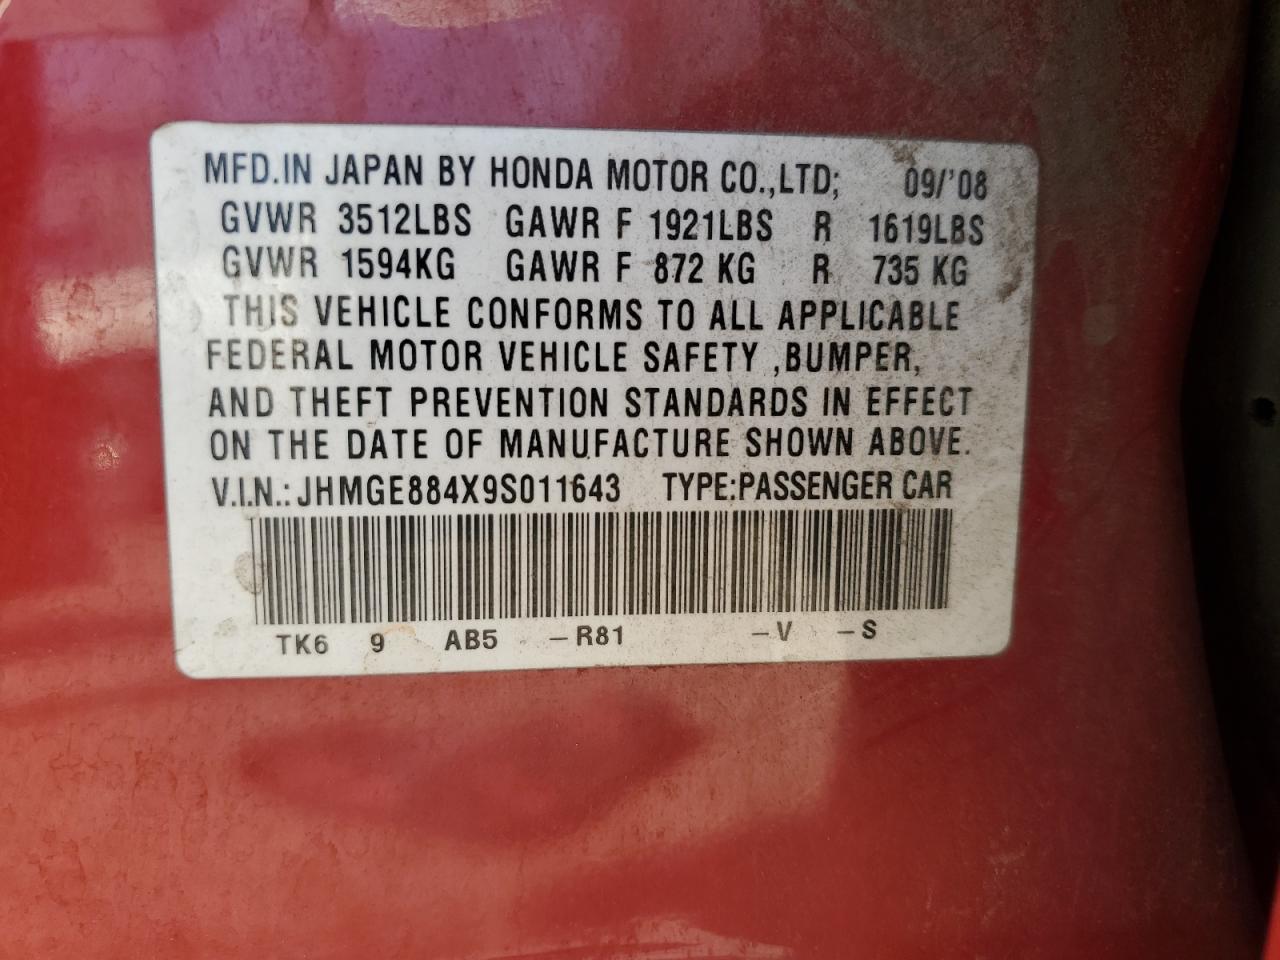 MFD.IN JAPAN BY HONDA MOTOR CO.,LTD; 09/'08
GVWR 3512LBS GAWR F 1921LBS R 1619LBS
GVWR 1594KG GAWR F 872 KG R 735 KG
THIS VEHICLE CONFORMS TO ALL APPLICABLE
FEDERAL MOTOR VEHICLE SAFETY ,BUMPER,
AND THEFT PREVENTION STANDARDS IN EFFECT
ON THE DATE OF MANUFACTURE SHOWN ABOVE.
V.I.N.: JHMGE884X9S011643 TYPE:PASSENGER CAR
TK6 9 AB5 -R81 -V -S